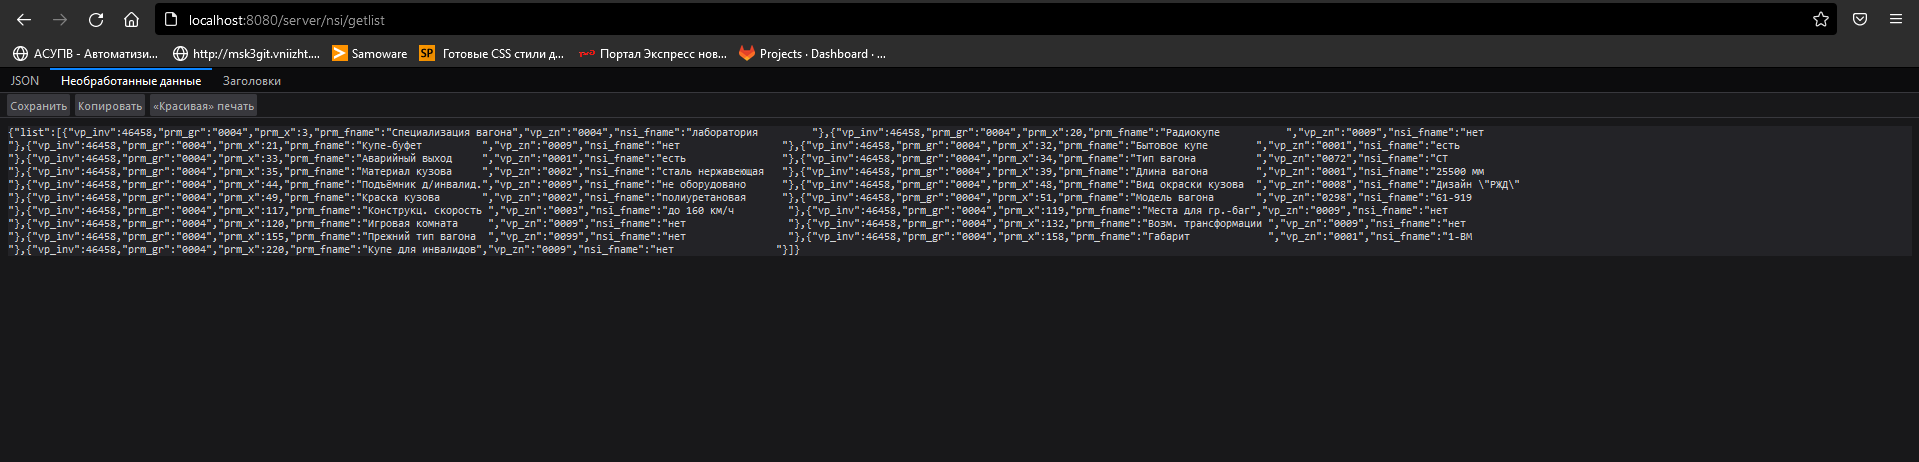 localhost:8080/server/nsi/getlist
АСУПВ - Автоматизи... http://msk3git.vniizht.... Samoware SP Готовые CSS стили д... Портал Экспресс нов... Projects · Dashboard · ...
JSON Необработанные данные Заголовки
Сохранить Копировать «Красивая» печать
{"list":[{"vp_inv":46458,"prm_gr":"0004","prm_x":3,"prm_fname":"Специализация вагона","vp_zn":"0004","nsi_fname":"лаборатория "},{"vp_inv":46458,"prm_gr":"0004","prm_x":20,"prm_fname":"Радиокупе ","vp_zn":"0009","nsi_fname":"нет
"},{"vp_inv":46458,"prm_gr":"0004","prm_x":21,"prm_fname":"Купе-буфет ","vp_zn":"0009","nsi_fname":"нет "},{"vp_inv":46458,"prm_gr":"0004","prm_x":32,"prm_fname":"Бытовое купе ","vp_zn":"0001","nsi_fname":"есть
"},{"vp_inv":46458,"prm_gr":"0004","prm_x":33,"prm_fname":"Аварийный выход ","vp_zn":"0001","nsi_fname":"есть "},{"vp_inv":46458,"prm_gr":"0004","prm_x":34,"prm_fname":"Тип вагона ","vp_zn":"0072","nsi_fname":"СТ
"},{"vp_inv":46458,"prm_gr":"0004","prm_x":35,"prm_fname":"Материал кузова ","vp_zn":"0002","nsi_fname":"сталь нержавеющая "},{"vp_inv":46458,"prm_gr":"0004","prm_x":39,"prm_fname":"Длина вагона ","vp_zn":"0001","nsi_fname":"25500 мм
"},{"vp_inv":46458,"prm_gr":"0004","prm_x":44,"prm_fname":"Подъёмник д/инвалид.","vp_zn":"0009","nsi_fname":"не оборудовано "},{"vp_inv":46458,"prm_gr":"0004","prm_x":48,"prm_fname":"Вид окраски кузова ","vp_zn":"0008","nsi_fname":"Дизайн \"РЖД\"
"},{"vp_inv":46458,"prm_gr":"0004","prm_x":49,"prm_fname":"Краска кузова ","vp_zn":"0002","nsi_fname":"полиуретановая "},{"vp_inv":46458,"prm_gr":"0004","prm_x":51,"prm_fname":"Модель вагона ","vp_zn":"0298","nsi_fname":"61-919
"},{"vp_inv":46458,"prm_gr":"0004","prm_x":117,"prm_fname":"Конструкц. скорость ","vp_zn":"0003","nsi_fname":"до 160 км/ч "},{"vp_inv":46458,"prm_gr":"0004","prm_x":119,"prm_fname":"Места для гр.-баг","vp_zn":"0009","nsi_fname":"нет
"},{"vp_inv":46458,"prm_gr":"0004","prm_x":120,"prm_fname":"Игровая комната ","vp_zn":"0009","nsi_fname":"нет "},{"vp_inv":46458,"prm_gr":"0004","prm_x":132,"prm_fname":"Возм. трансформации ","vp_zn":"0009","nsi_fname":"нет
"},{"vp_inv":46458,"prm_gr":"0004","prm_x":155,"prm_fname":"Прежний тип вагона ","vp_zn":"0099","nsi_fname":"нет "},{"vp_inv":46458,"prm_gr":"0004","prm_x":158,"prm_fname":"Габарит ","vp_zn":"0001","nsi_fname":"1-ВМ
"},{"vp_inv":46458,"prm_gr":"0004","prm_x":220,"prm_fname":"Купе для инвалидов","vp_zn":"0009","nsi_fname":"нет "}]}